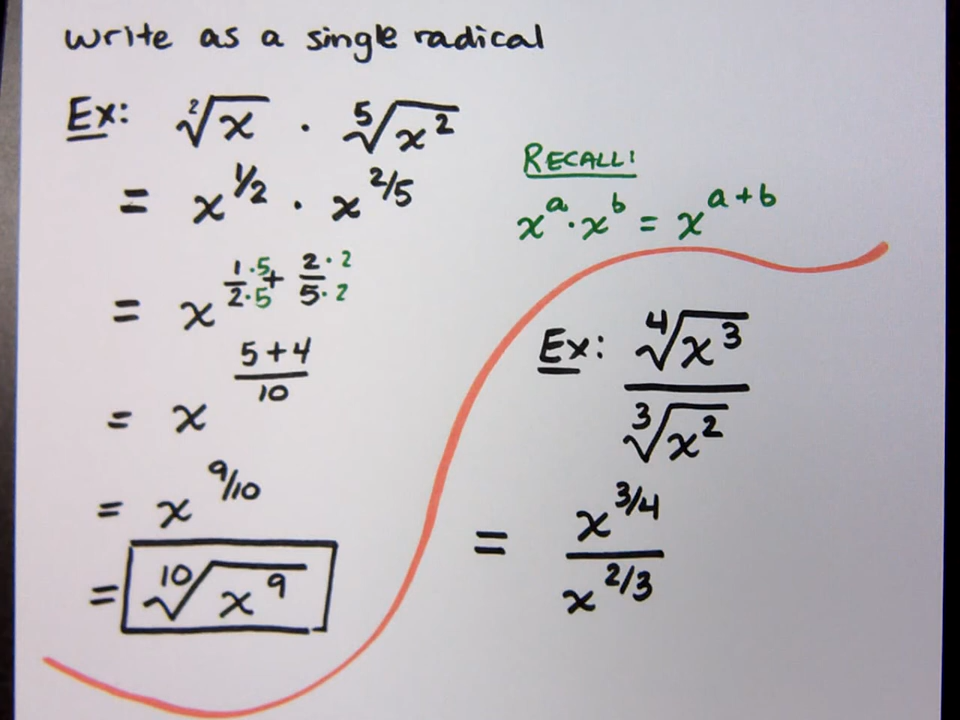 write as a single radical
Ex: ²√x · ⁵√x²
= x^1/2 · x^2/5
= x^(1·5/2·5 + 2·2/5·2)
= x^(5+4/10)
= x^9/10
= ¹⁰√x⁹
RECALL:
x^a · x^b = x^a+b
Ex: ⁴√x³ / ³√x²
= x^3/4 / x^2/3